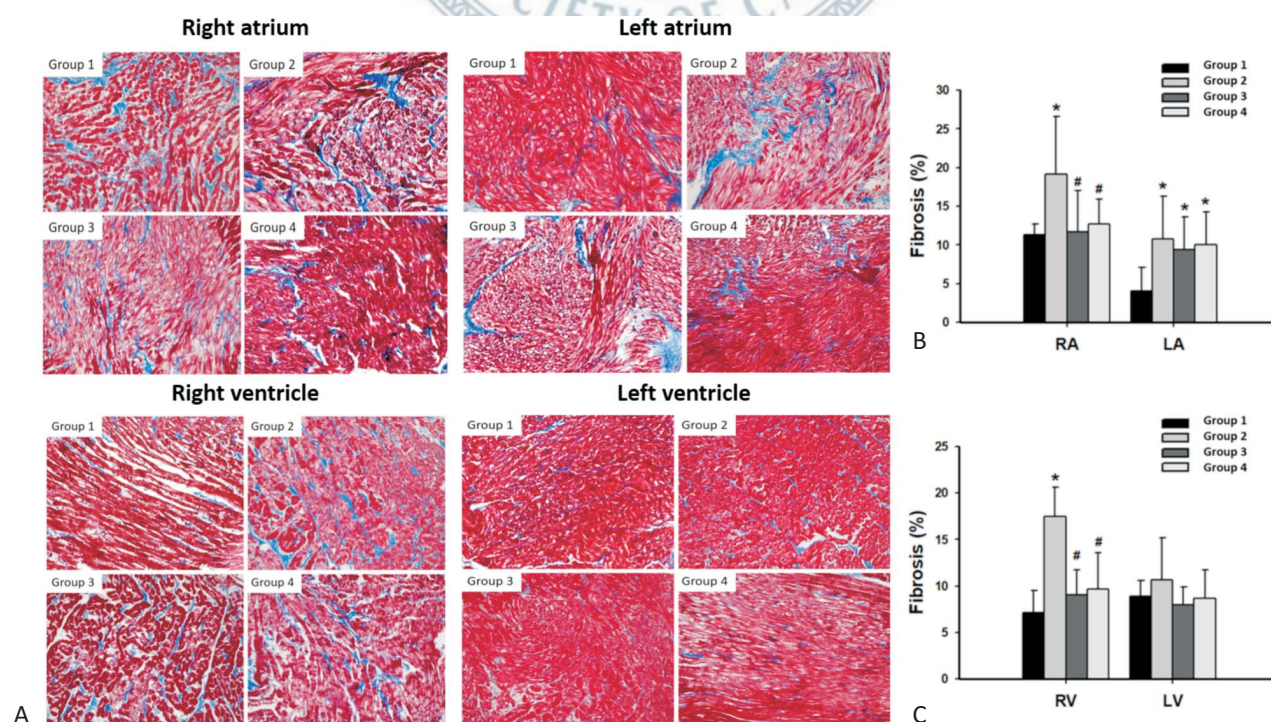 CIETY OF C
Right atrium
Left atrium
Group 1
Group 2
Group 1
Group 2
Group 3
Group 4
Group 3
Group 4
Right ventricle
Left ventricle
Group 1
Group 2
Group 1
Group 2
Group 3
Group 4
Group 3
Group 4
A
Group 1
Group 2
Group 3
Group 4
Fibrosis (%)
30
25
20
15
10
5
0
*
#
#
*
*
*
RA
LA
B
Group 1
Group 2
Group 3
Group 4
Fibrosis (%)
25
20
15
10
5
0
*
#
#
RV
LV
C